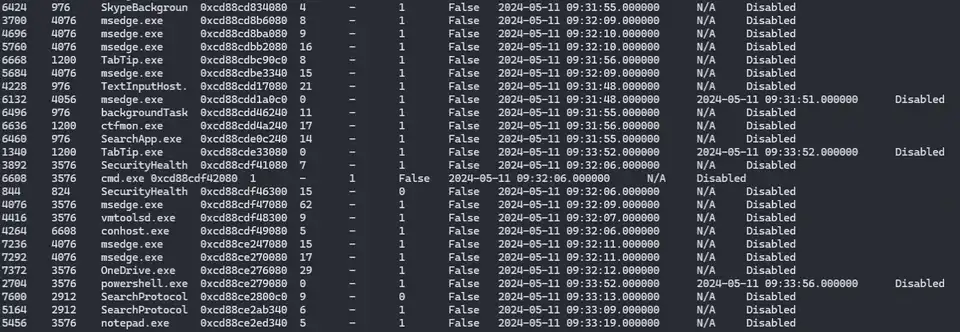 6424 976 SkypeBackgroun 0xcd88cd834080 4 - 1 False 2024-05-11 09:31:55.000000 N/A Disabled
3700 4076 msedge.exe 0xcd88cd8b6080 8 - 1 False 2024-05-11 09:32:09.000000 N/A Disabled
4696 4076 msedge.exe 0xcd88cd8ba080 9 - 1 False 2024-05-11 09:32:10.000000 N/A Disabled
5760 4076 msedge.exe 0xcd88cdbb2080 16 - 1 False 2024-05-11 09:32:10.000000 N/A Disabled
6668 1200 TabTip.exe 0xcd88cdbc90c0 8 - 1 False 2024-05-11 09:31:56.000000 N/A Disabled
5684 4076 msedge.exe 0xcd88cdbe3340 15 - 1 False 2024-05-11 09:32:09.000000 N/A Disabled
4228 976 TextInputHost. 0xcd88cdd17080 21 - 1 False 2024-05-11 09:31:48.000000 N/A Disabled
6132 4056 msedge.exe 0xcd88cdd1a0c0 0 - 1 False 2024-05-11 09:31:48.000000 2024-05-11 09:31:51.000000 Disabled
6496 976 backgroundTask 0xcd88cdd46240 11 - 1 False 2024-05-11 09:31:55.000000 N/A Disabled
6636 1200 ctfmon.exe 0xcd88cdd4a240 17 - 1 False 2024-05-11 09:31:56.000000 N/A Disabled
6460 976 SearchApp.exe 0xcd88cde0c240 14 - 1 False 2024-05-11 09:31:55.000000 N/A Disabled
1340 1200 TabTip.exe 0xcd88cde33080 0 - 1 False 2024-05-11 09:33:52.000000 2024-05-11 09:33:52.000000 Disabled
3892 3576 SecurityHealth 0xcd88cdf41080 7 - 1 False 2024-05-11 09:32:06.000000 N/A Disabled
6608 3576 cmd.exe 0xcd88cdf42080 1 - 1 False 2024-05-11 09:32:06.000000 N/A Disabled
844 824 SecurityHealth 0xcd88cdf46300 15 - 0 False 2024-05-11 09:32:06.000000 N/A Disabled
4076 3576 msedge.exe 0xcd88cdf47080 62 - 1 False 2024-05-11 09:32:09.000000 N/A Disabled
4416 3576 vmtoolsd.exe 0xcd88cdf48300 9 - 1 False 2024-05-11 09:32:07.000000 N/A Disabled
4264 6608 conhost.exe 0xcd88cdf49080 5 - 1 False 2024-05-11 09:32:06.000000 N/A Disabled
7236 4076 msedge.exe 0xcd88ce247080 15 - 1 False 2024-05-11 09:32:11.000000 N/A Disabled
7292 4076 msedge.exe 0xcd88ce270080 17 - 1 False 2024-05-11 09:32:11.000000 N/A Disabled
7372 3576 OneDrive.exe 0xcd88ce276080 29 - 1 False 2024-05-11 09:32:12.000000 N/A Disabled
2704 3576 powershell.exe 0xcd88ce279080 0 - 1 False 2024-05-11 09:33:52.000000 2024-05-11 09:33:56.000000 Disabled
7600 2912 SearchProtocol 0xcd88ce2800c0 9 - 0 False 2024-05-11 09:33:13.000000 N/A Disabled
5164 2912 SearchProtocol 0xcd88ce2ab340 6 - 1 False 2024-05-11 09:33:09.000000 N/A Disabled
5456 3576 notepad.exe 0xcd88ce2ed340 5 - 1 False 2024-05-11 09:33:19.000000 N/A Disabled